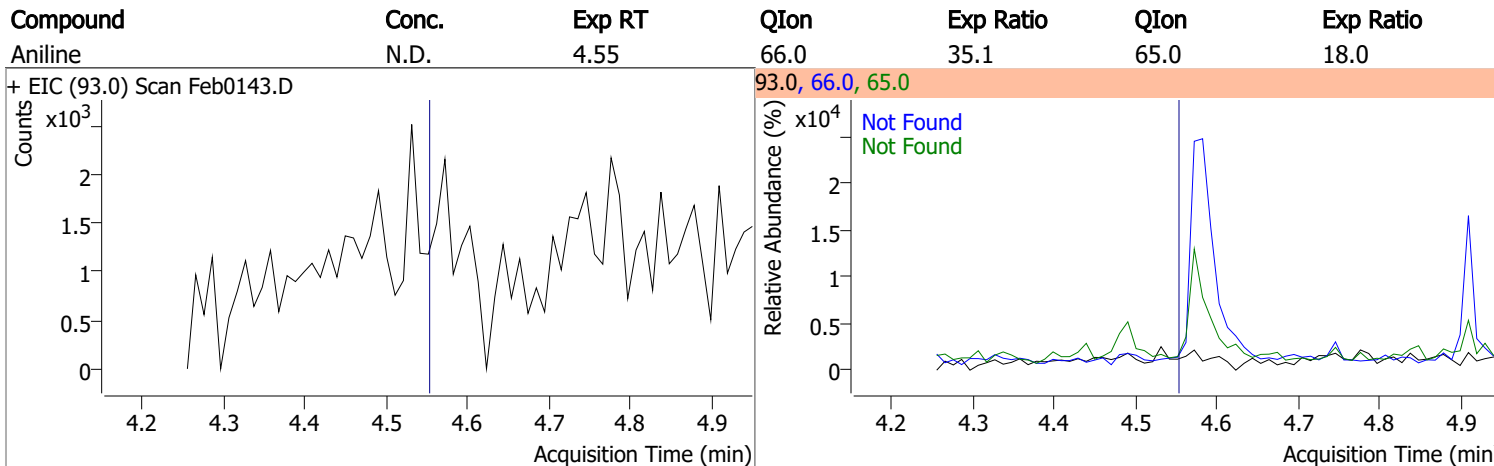 Compound Conc. Exp RT QIon Exp Ratio QIon Exp Ratio
Aniline N.D. 4.55 66.0 35.1 65.0 18.0
+ EIC (93.0) Scan Feb0143.D
Counts
x10³
2
1.5
1
0.5
0
4.2 4.3 4.4 4.5 4.6 4.7 4.8 4.9
Acquisition Time (min)
93.0, 66.0, 65.0
Relative Abundance (%)
x10⁴
Not Found
Not Found
2
1.5
1
0.5
0
4.2 4.3 4.4 4.5 4.6 4.7 4.8 4.9
Acquisition Time (min